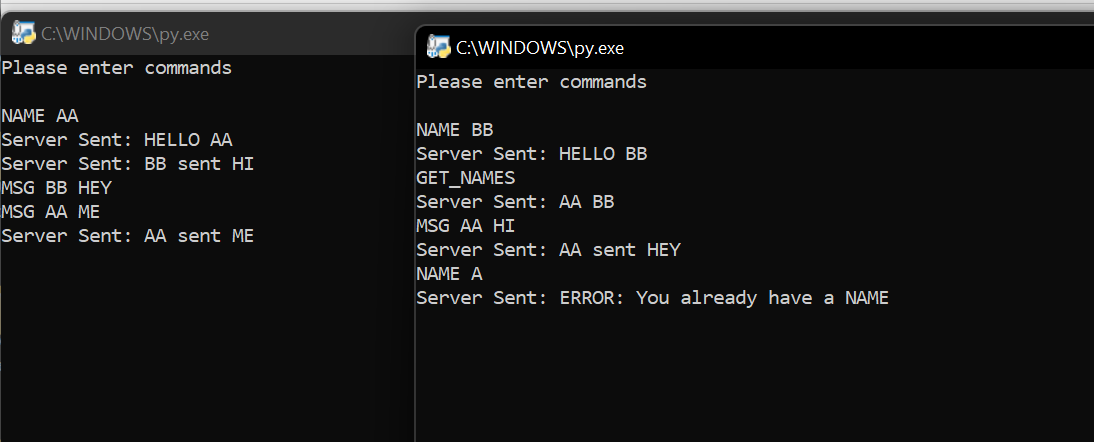 C:\WINDOWS\py.exe
Please enter commands
NAME AA
Server Sent: HELLO AA
Server Sent: BB sent HI
MSG BB HEY
MSG AA ME
Server Sent: AA sent ME
C:\WINDOWS\py.exe
Please enter commands
NAME BB
Server Sent: HELLO BB
GET_NAMES
Server Sent: AA BB
MSG AA HI
Server Sent: AA sent HEY
NAME A
Server Sent: ERROR: You already have a NAME